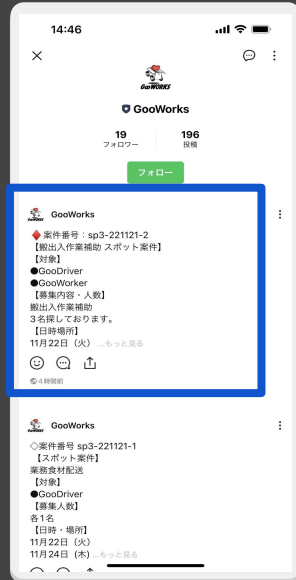 14:46
GooWORKS
GooWorks
19 196
フォロワー 投稿
フォロー
GooWorks
♦案件番号：sp3-221121-2
【搬出入作業補助 スポット案件】
【対象】
●GooDriver
●GooWorker
【募集内容・人数】
搬出入作業補助
3名探しております。
【日時場所】
11月22日（火）...もっと見る
4時間前
GooWorks
◇案件番号 sp3-221121-1
【スポット案件】
業務食材配送
【対象】
●GooDriver
【募集人数】
各1名
【日時・場所】
11月22日（火）
11月24日 (木) ...もっと見る